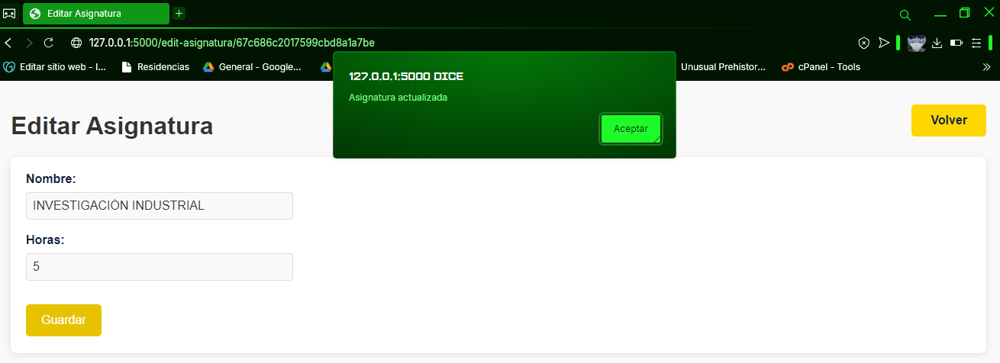 Editar Asignatura
127.0.0.1:5000/edit-asignatura/67c686c2017599cbd8a1a7be
Editar sitio web - I... Residencias General - Google... Unusual Prehistor... cPanel - Tools
127.0.0.1:5000 DICE
Asignatura actualizada
Aceptar
Editar Asignatura
Volver
Nombre:
INVESTIGACIÓN INDUSTRIAL
Horas:
5
Guardar